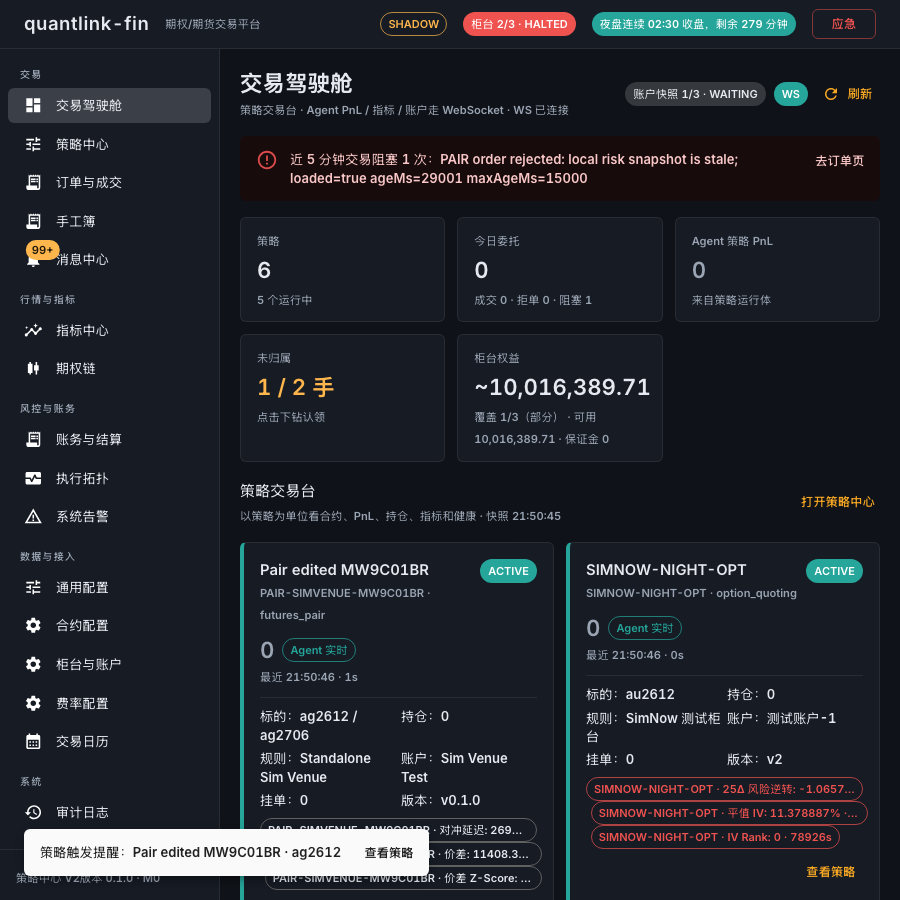 quantlink-fin
期权/期货交易平台
SHADOW
柜台 2/3 · HALTED
夜盘连续 02:30 收盘，剩余 279 分钟
应急
交易
交易驾驶舱
策略中心
订单与成交
手工簿
99+
消息中心
行情与指标
指标中心
期权链
风控与账务
账务与结算
执行拓扑
系统告警
数据与接入
通用配置
合约配置
柜台与账户
费率配置
交易日历
系统
审计日志
策略中心 V2版本 0.1.0 · M0
交易驾驶舱
策略交易台 · Agent PnL / 指标 / 账户走 WebSocket · WS 已连接
账户快照 1/3 · WAITING
WS
刷新
近 5 分钟交易阻塞 1 次：PAIR order rejected: local risk snapshot is stale;
loaded=true ageMs=29001 maxAgeMs=15000
去订单页
策略
6
5 个运行中
今日委托
0
成交 0 · 拒单 0 · 阻塞 1
Agent 策略 PnL
0
来自策略运行体
未归属
1 / 2 手
点击下钻认领
柜台权益
~10,016,389.71
覆盖 1/3（部分） · 可用
10,016,389.71 · 保证金 0
策略交易台
以策略为单位看合约、PnL、持仓、指标和健康 · 快照 21:50:45
打开策略中心
Pair edited MW9C01BR
ACTIVE
PAIR-SIMVENUE-MW9C01BR ·
futures_pair
0
Agent 实时
最近 21:50:46 · 1s
标的：ag2612 /
ag2706
持仓：0
规则：Standalone
Sim Venue
账户：Sim Venue
Test
挂单：0
版本：v0.1.0
PAIR-SIMVENUE-MW9C01BR · 对冲延迟: 269...
R · 价差: 11408.3...
PAIR-SIMVENUE-MW9C01BR · 价差 Z-Score: ...
SIMNOW-NIGHT-OPT
ACTIVE
SIMNOW-NIGHT-OPT · option_quoting
0
Agent 实时
最近 21:50:46 · 0s
标的：au2612
持仓：0
规则：SimNow 测试柜
台
账户：测试账户-1
挂单：0
版本：v2
SIMNOW-NIGHT-OPT · 25Δ 风险逆转: -1.0657...
SIMNOW-NIGHT-OPT · 平值 IV: 11.378887% ·...
SIMNOW-NIGHT-OPT · IV Rank: 0 · 78926s
查看策略
策略触发提醒：Pair edited MW9C01BR · ag2612
查看策略